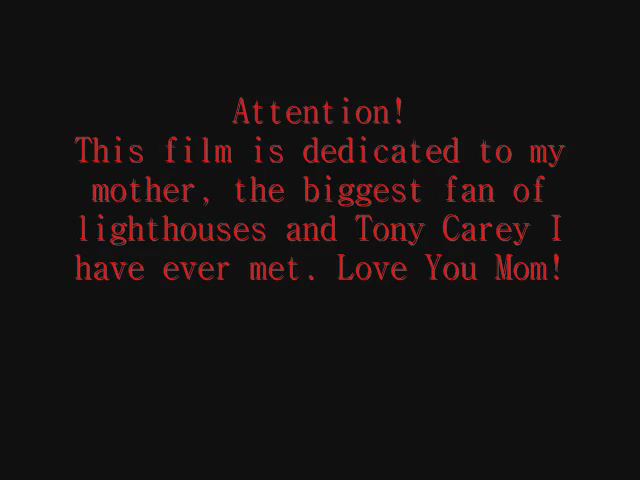 Attention!
This film is dedicated to my
mother, the biggest fan of
lighthouses and Tony Carey I
have ever met. Love You Mom!